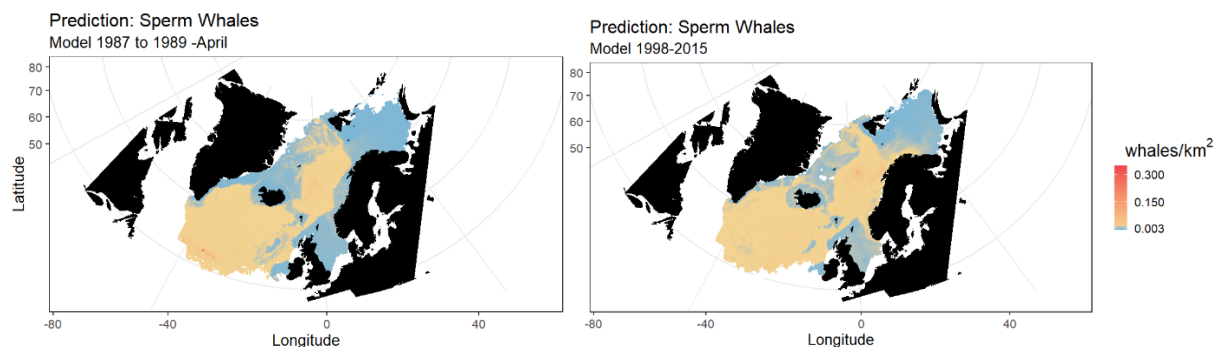 Prediction: Sperm Whales
Model 1987 to 1989 -April
80
70
60
50
Latitude
-80
-40
0
40
Longitude
Prediction: Sperm Whales
Model 1998-2015
80
70
60
50
-80
-40
0
40
Longitude
whales/km²
0.300
0.150
0.003